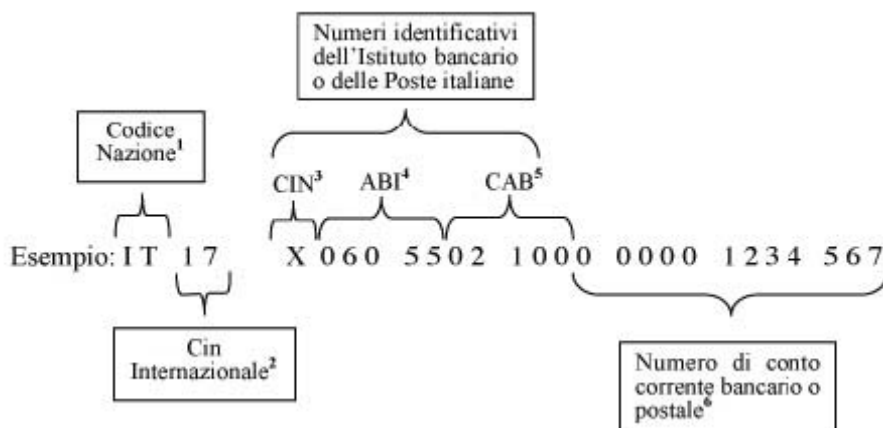 Numeri identificativi
dell'Istituto bancario
o delle Poste italiane
Codice
Nazione¹
CIN³ ABI⁴ CAB⁵
Esempio: I T 1 7 X 0 6 0 5 5 0 2 1 0 0 0 0 0 0 0 1 2 3 4 5 6 7
Cin
Internazionale²
Numero di conto
corrente bancario o
postale⁶